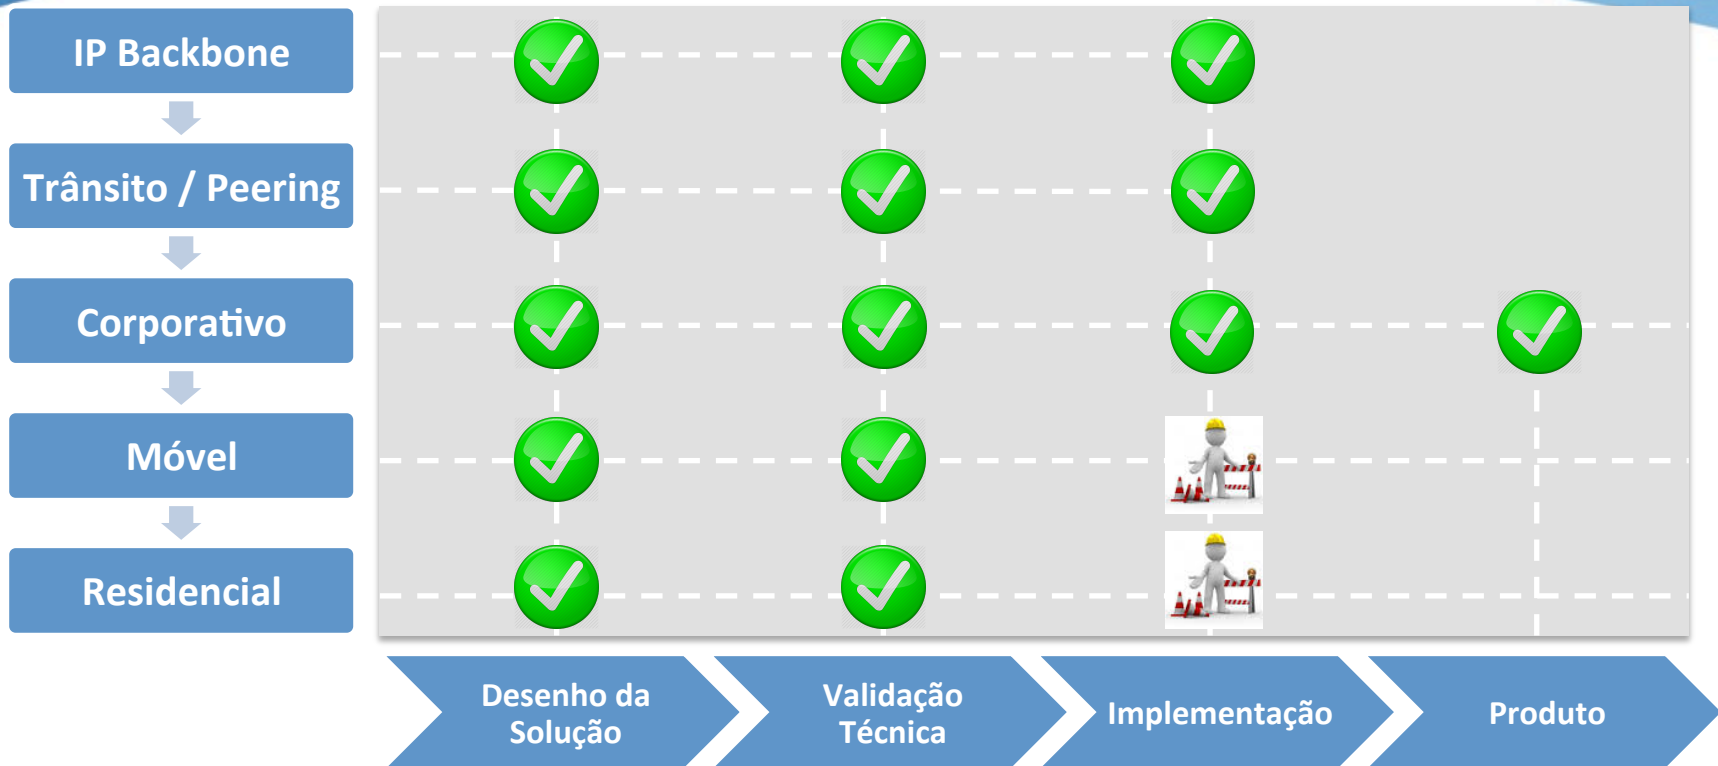 IP Backbone
Trânsito / Peering
Corporativo
Móvel
Residencial
Desenho da
Solução
Validação
Técnica
Implementação
Produto